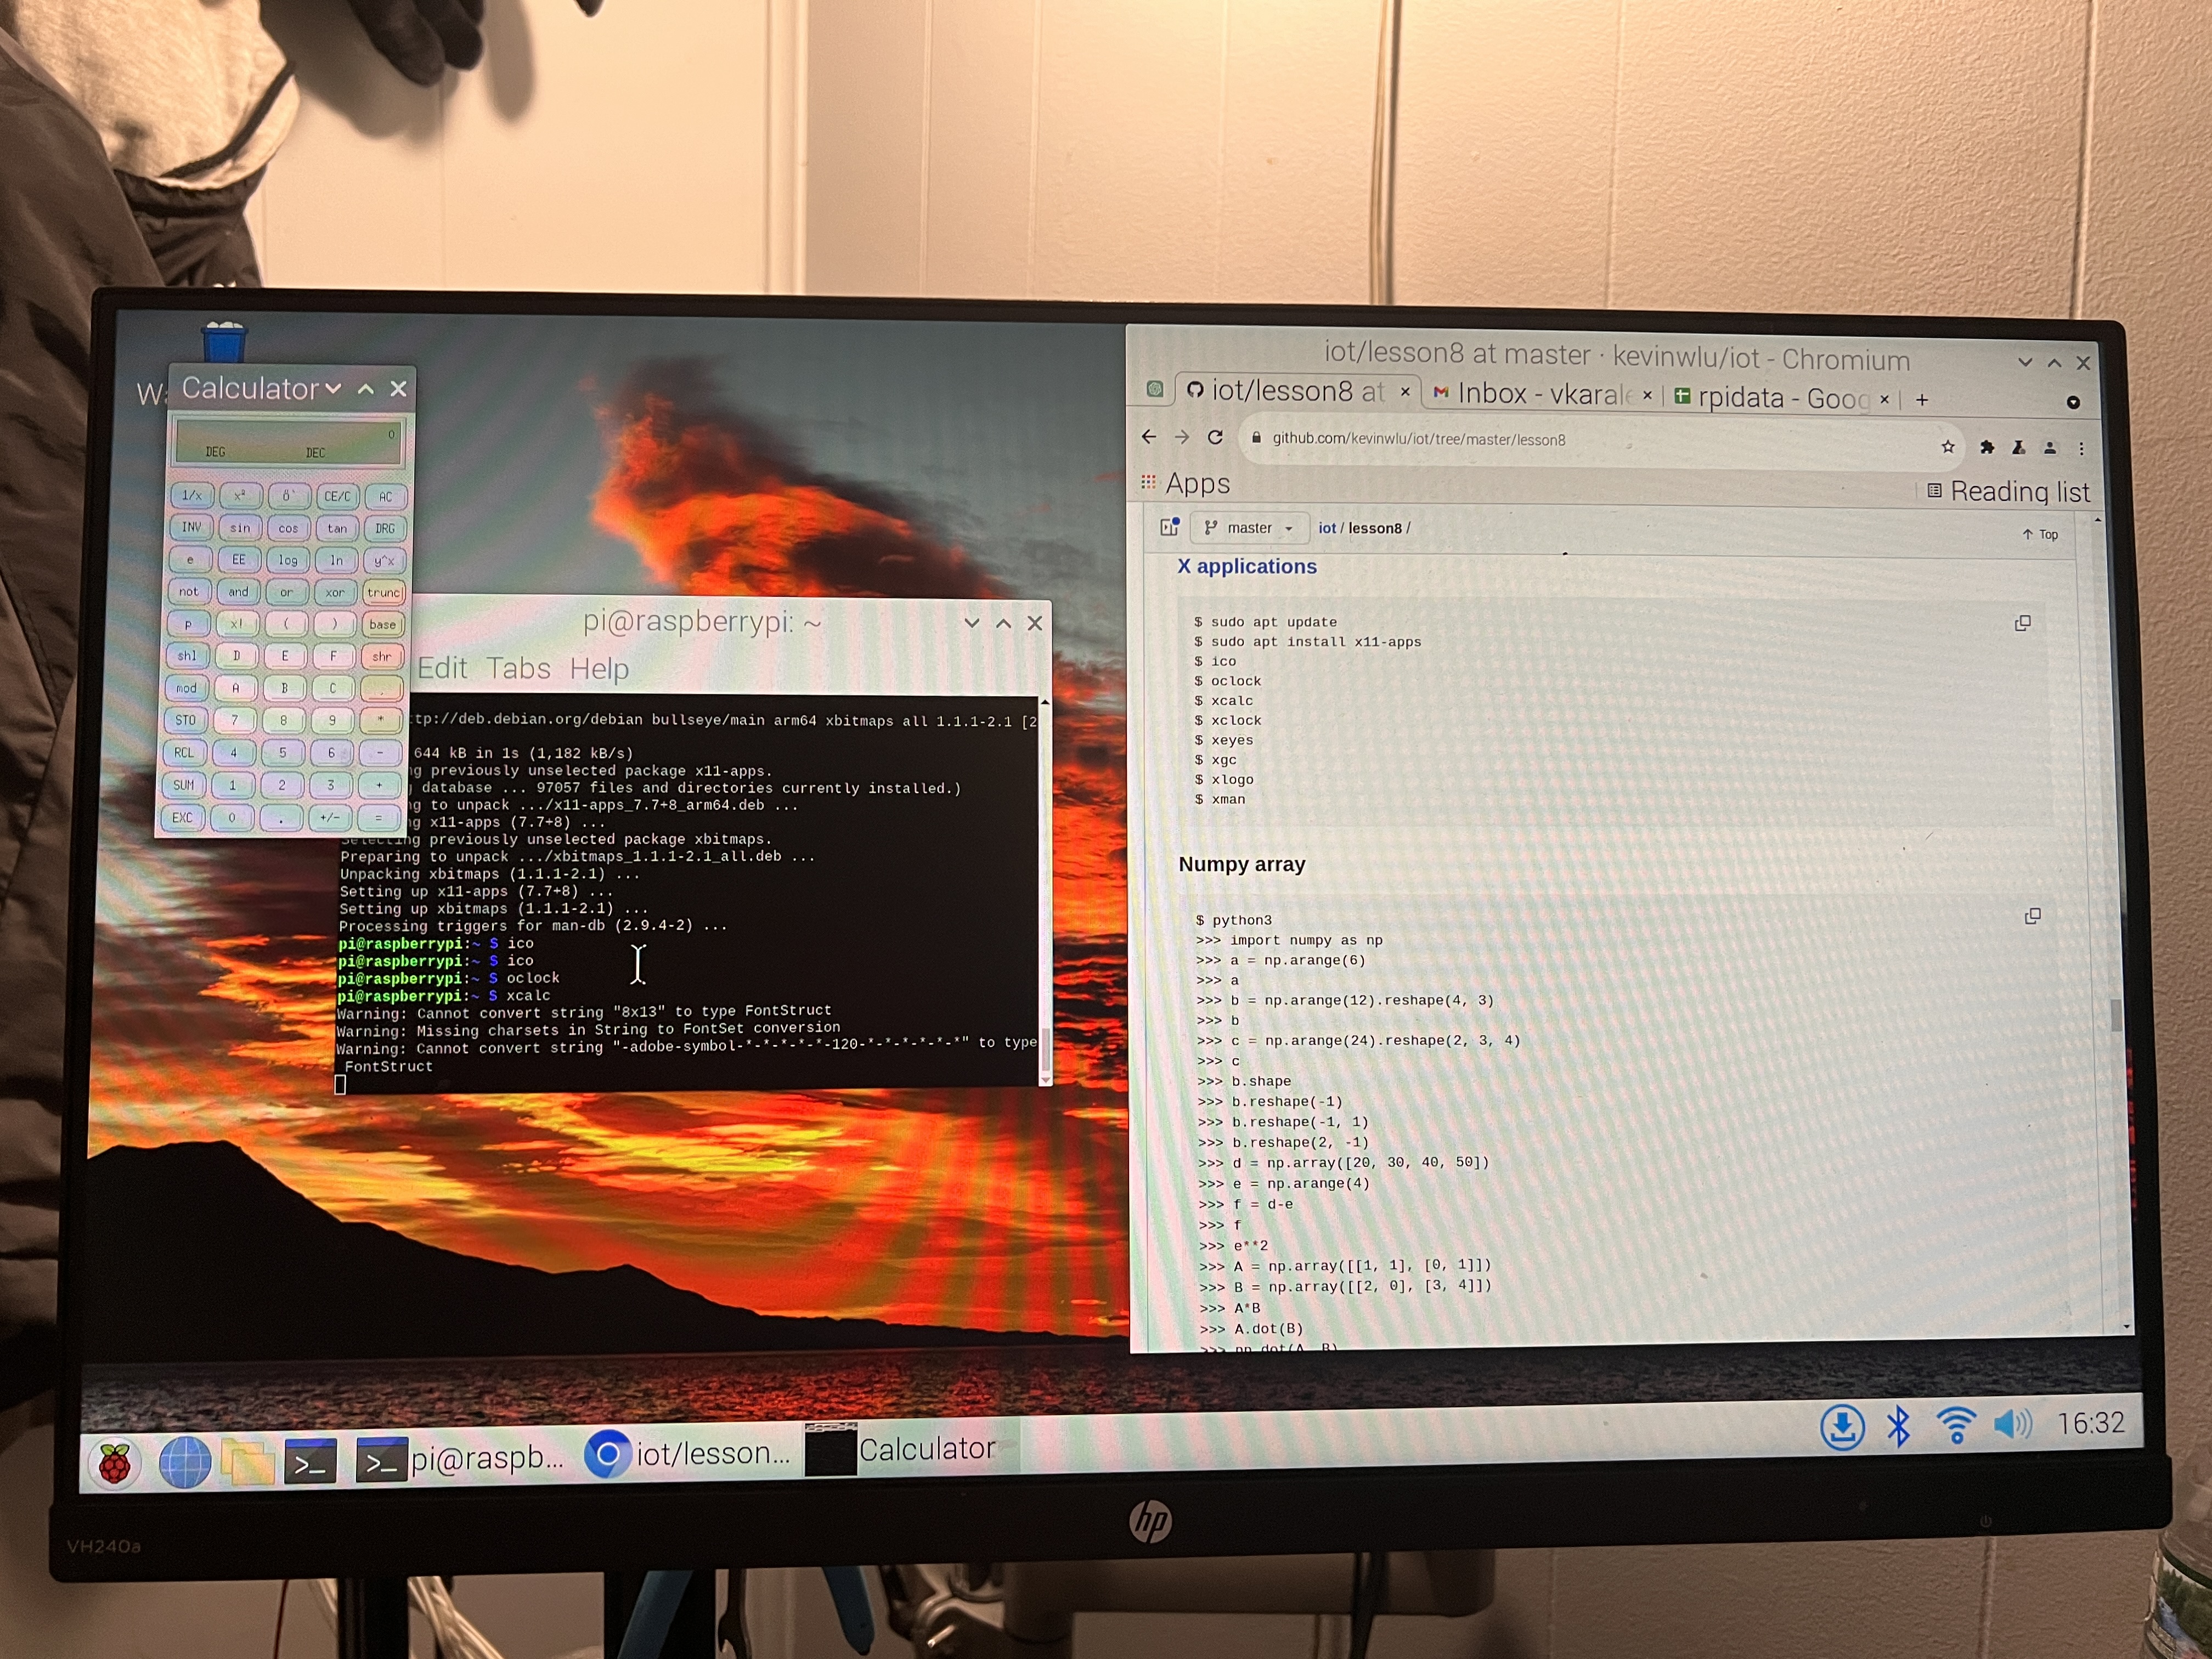 W
Calculator
0
DEG DEC
1/x x² CE/C AC
INV sin cos tan DRG
e EE log ln y^x
not and or xor trunc
p x! ( ) base
shl D E F shr
mod A B C
STO 7 8 9 *
RCL 4 5 6 -
SUM 1 2 3 +
EXC 0 . +/- =
pi@raspberrypi: ~
Edit Tabs Help
tp://deb.debian.org/debian bullseye/main arm64 xbitmaps all 1.1.1-2.1 [2
644 kB in 1s (1,182 kB/s)
g previously unselected package x11-apps.
database ... 97057 files and directories currently installed.)
g to unpack .../x11-apps_7.7+8_arm64.deb ...
g x11-apps (7.7+8) ...
Selecting previously unselected package xbitmaps.
Preparing to unpack .../xbitmaps_1.1.1-2.1_all.deb ...
Unpacking xbitmaps (1.1.1-2.1) ...
Setting up x11-apps (7.7+8) ...
Setting up xbitmaps (1.1.1-2.1) ...
Processing triggers for man-db (2.9.4-2) ...
pi@raspberrypi:~ $ ico
pi@raspberrypi:~ $ ico
pi@raspberrypi:~ $ oclock
pi@raspberrypi:~ $ xcalc
Warning: Cannot convert string "8x13" to type FontStruct
Warning: Missing charsets in String to FontSet conversion
Warning: Cannot convert string "-adobe-symbol-*-*-*-*-*-120-*-*-*-*-*-*" to type
FontStruct
iot/lesson8 at master · kevinwlu/iot - Chromium
iot/lesson8 at × Inbox - vkarale × rpidata - Goog × +
github.com/kevinwlu/iot/tree/master/lesson8
Apps Reading list
master iot / lesson8 / ↑ Top
X applications
$ sudo apt update
$ sudo apt install x11-apps
$ ico
$ oclock
$ xcalc
$ xclock
$ xeyes
$ xgc
$ xlogo
$ xman
Numpy array
$ python3
>>> import numpy as np
>>> a = np.arange(6)
>>> a
>>> b = np.arange(12).reshape(4, 3)
>>> b
>>> c = np.arange(24).reshape(2, 3, 4)
>>> c
>>> b.shape
>>> b.reshape(-1)
>>> b.reshape(-1, 1)
>>> b.reshape(2, -1)
>>> d = np.array([20, 30, 40, 50])
>>> e = np.arange(4)
>>> f = d-e
>>> f
>>> e**2
>>> A = np.array([[1, 1], [0, 1]])
>>> B = np.array([[2, 0], [3, 4]])
>>> A*B
>>> A.dot(B)
>>> np.dot(A, B)
pi@raspb... iot/lesson... Calculator 16:32
hp
VH240a